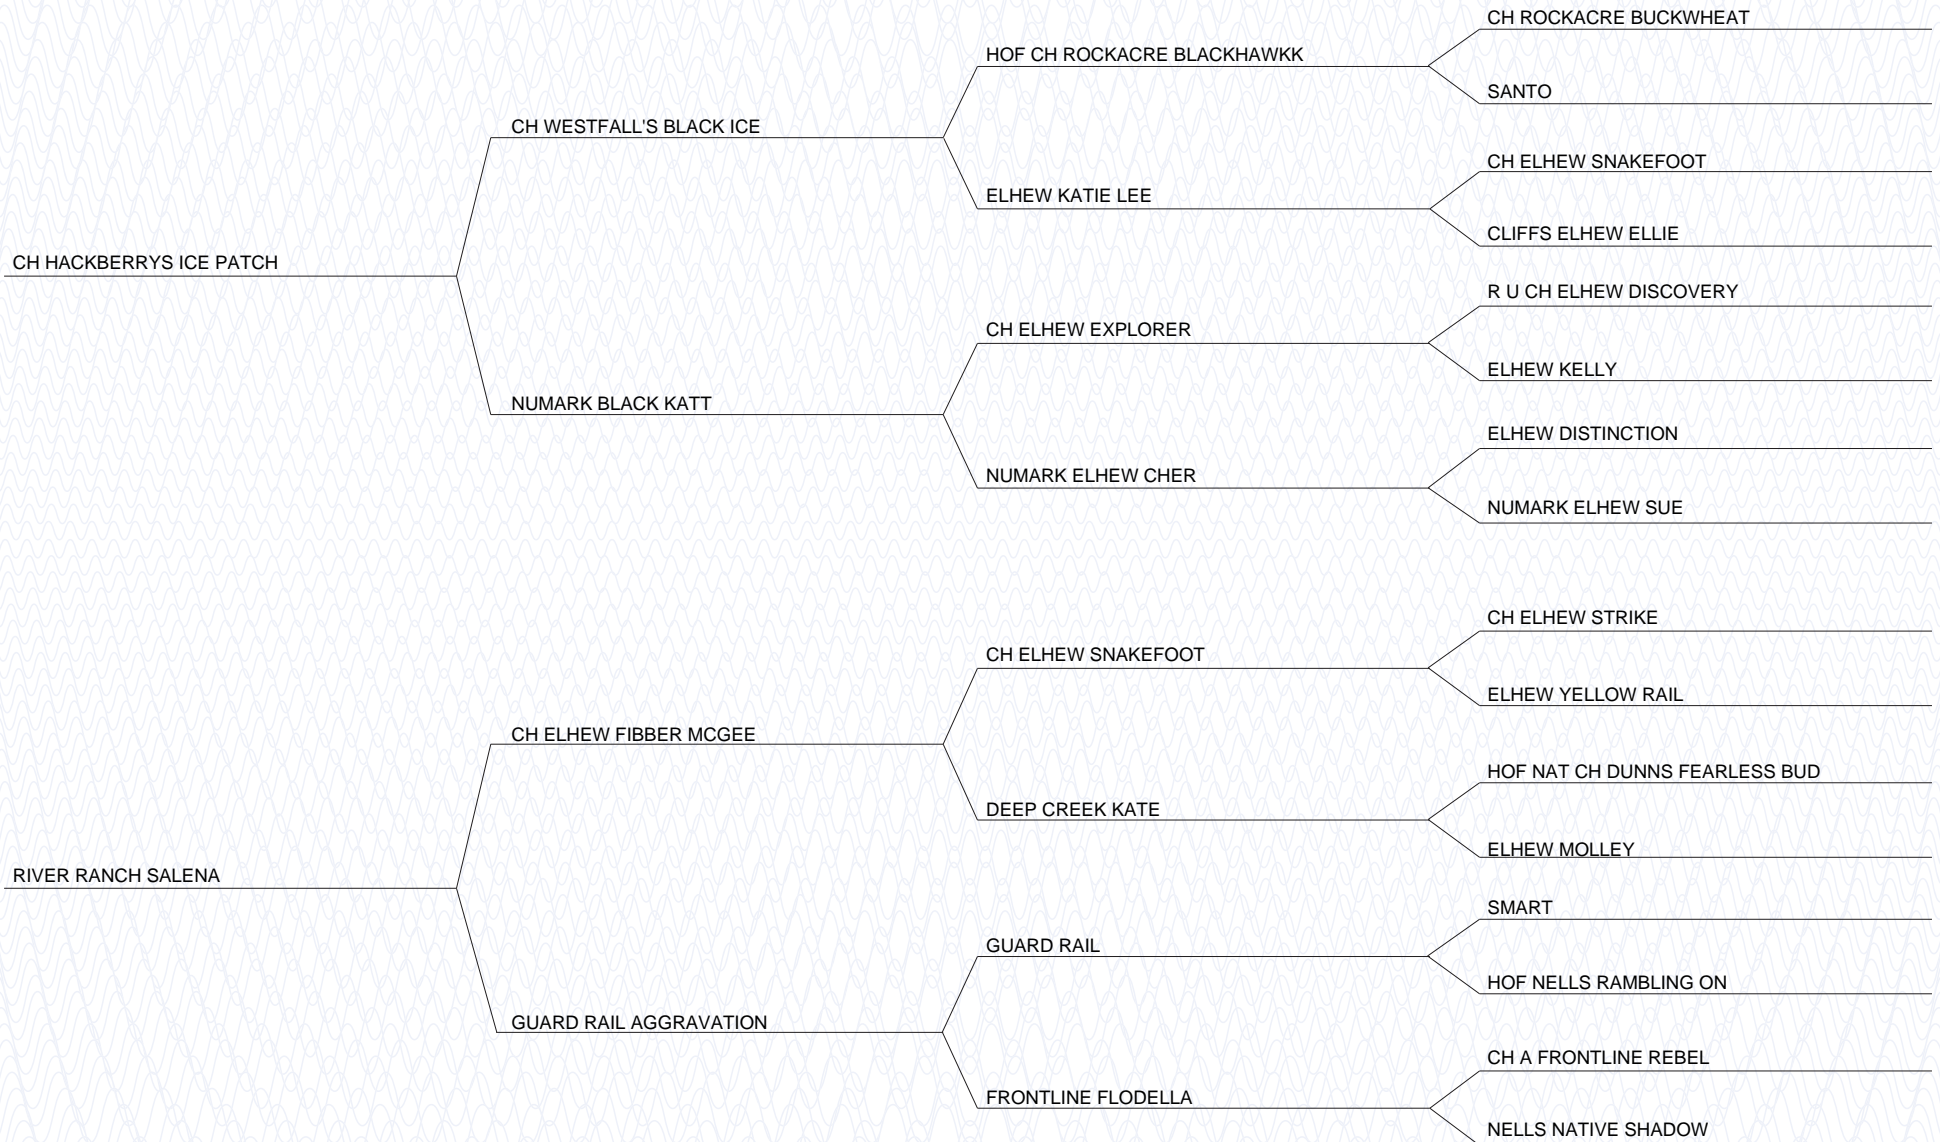 CH ROCKACRE BUCKWHEAT
HOF CH ROCKACRE BLACKHAWKK
SANTO
CH WESTFALL'S BLACK ICE
CH ELHEW SNAKEFOOT
ELHEW KATIE LEE
CLIFFS ELHEW ELLIE
CH HACKBERRYS ICE PATCH
R U CH ELHEW DISCOVERY
CH ELHEW EXPLORER
ELHEW KELLY
NUMARK BLACK KATT
ELHEW DISTINCTION
NUMARK ELHEW CHER
NUMARK ELHEW SUE
CH ELHEW STRIKE
CH ELHEW SNAKEFOOT
ELHEW YELLOW RAIL
CH ELHEW FIBBER MCGEE
HOF NAT CH DUNNS FEARLESS BUD
DEEP CREEK KATE
ELHEW MOLLEY
RIVER RANCH SALENA
SMART
GUARD RAIL
HOF NELLS RAMBLING ON
GUARD RAIL AGGRAVATION
CH A FRONTLINE REBEL
FRONTLINE FLODELLA
NELLS NATIVE SHADOW